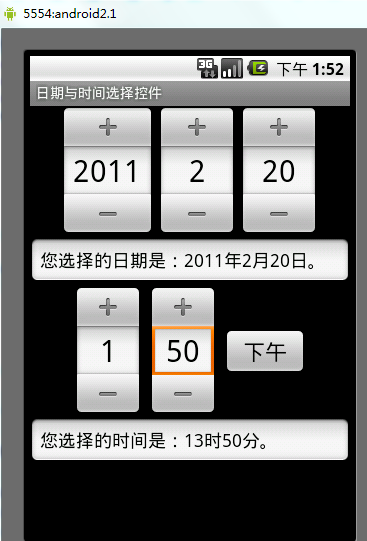 5554:android2.1
3G 下午 1:52
日期与时间选择控件
+ + +
2011 2 20
- - -
您选择的日期是：2011年2月20日。
+ +
1 50 下午
- -
您选择的时间是：13时50分。